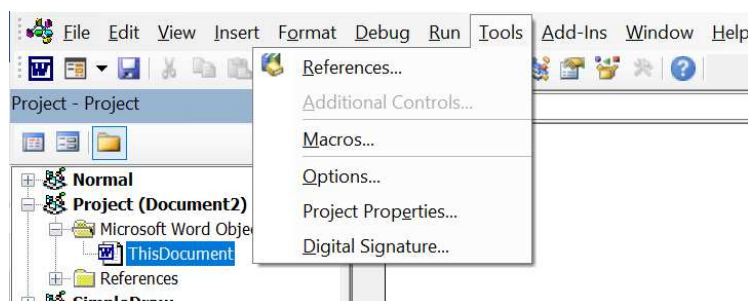 File Edit View Insert Format Debug Run Tools Add-Ins Window Help
References...
Project - Project
Additional Controls...
Macros...
Normal
Options...
Project (Document2)
Project Properties...
Microsoft Word Obje
ThisDocument
Digital Signature...
References